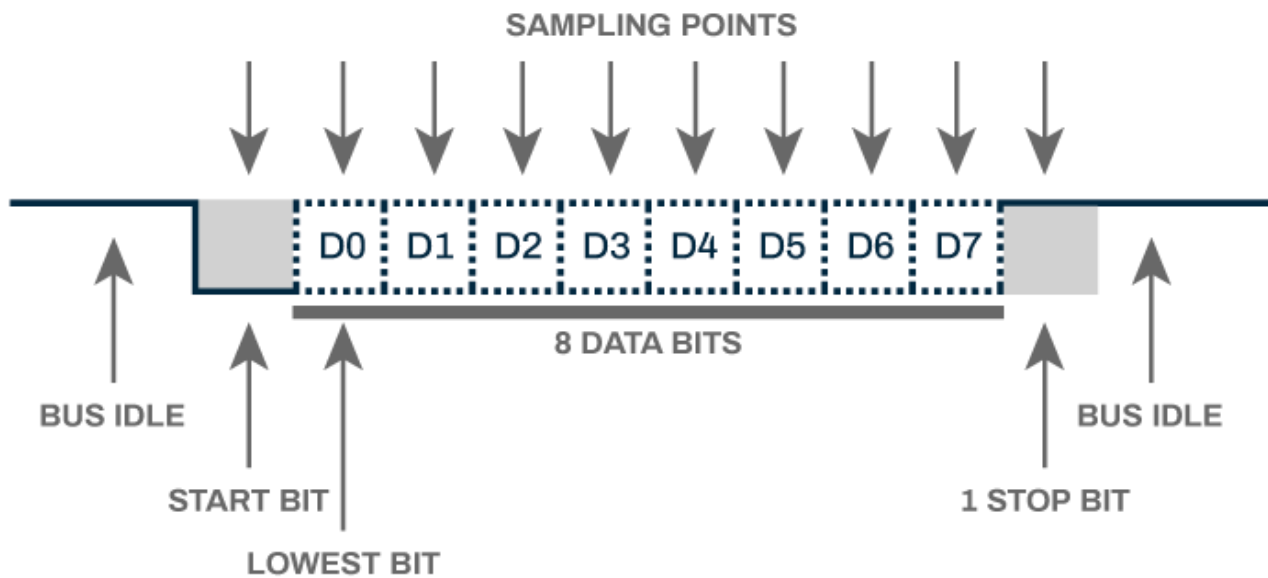 SAMPLING POINTS
D0 D1 D2 D3 D4 D5 D6 D7
8 DATA BITS
BUS IDLE
BUS IDLE
START BIT
1 STOP BIT
LOWEST BIT